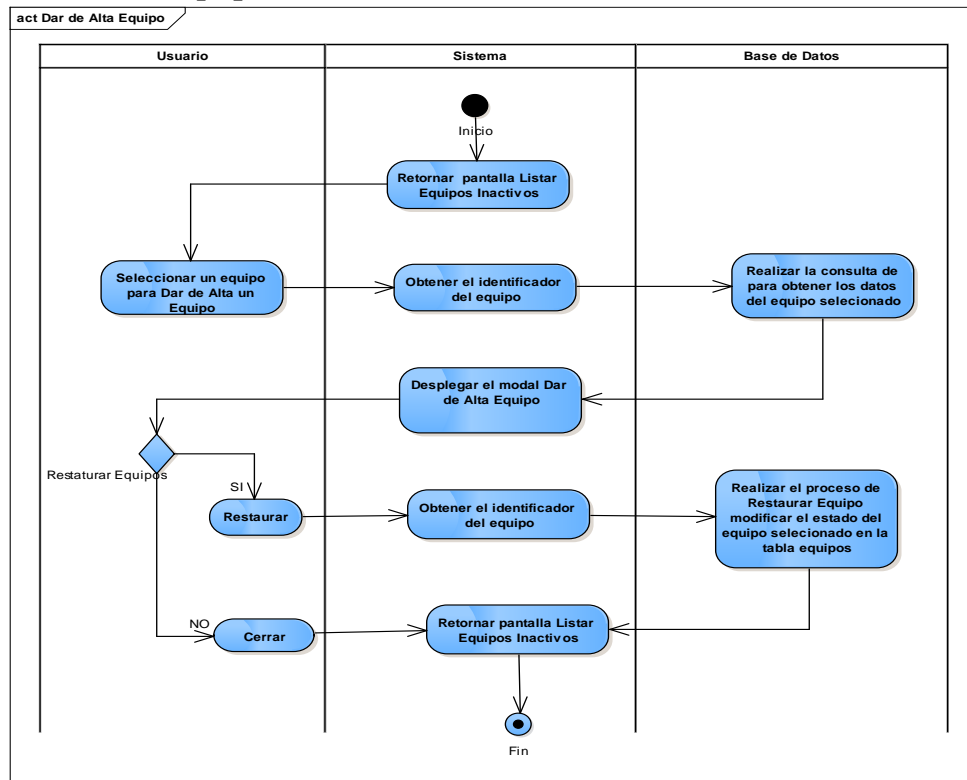 act Dar de Alta Equipo
Usuario
Sistema
Base de Datos
Inicio
Retornar pantalla Listar
Equipos Inactivos
Seleccionar un equipo
para Dar de Alta un
Equipo
Obtener el identificador
del equipo
Realizar la consulta de
para obtener los datos
del equipo selecionado
Desplegar el modal Dar
de Alta Equipo
Restaturar Equipos
SI
Restaurar
Obtener el identificador
del equipo
Realizar el proceso de
Restaurar Equipo
modificar el estado del
equipo selecionado en la
tabla equipos
NO
Cerrar
Retornar pantalla Listar
Equipos Inactivos
Fin